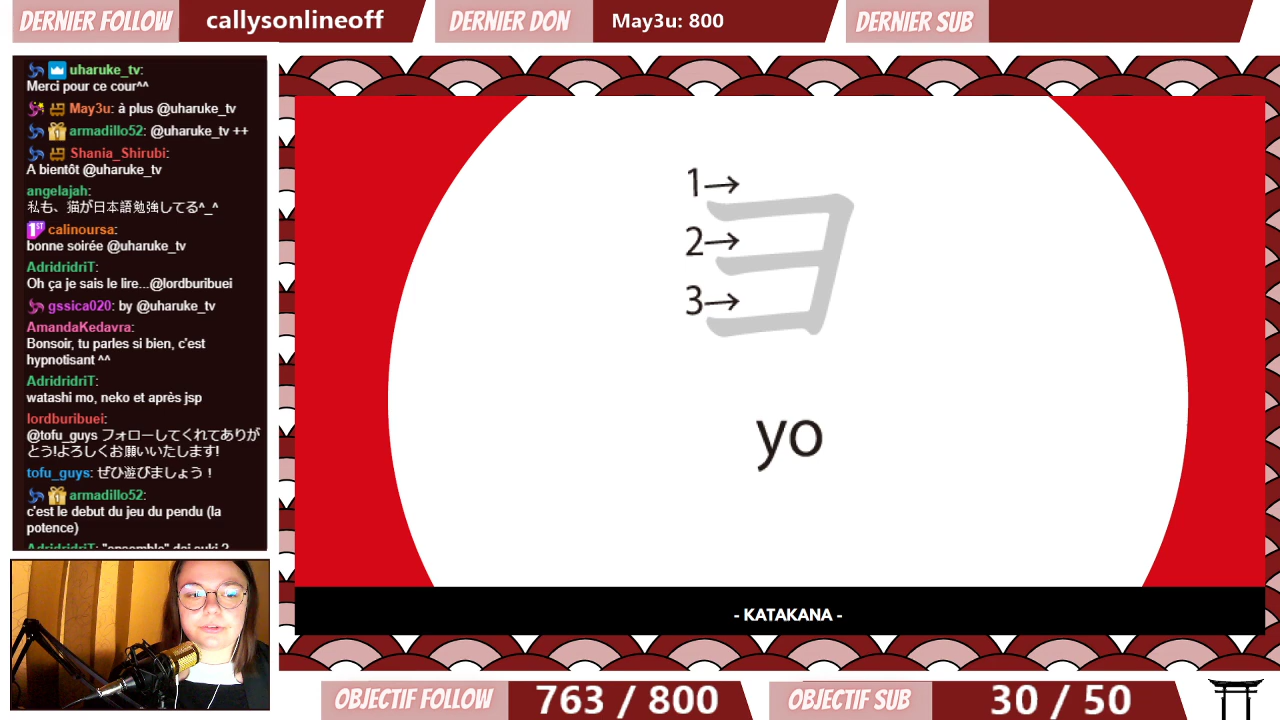 DERNIER FOLLOW
callysonlineoff
DERNIER DON
May3u: 800
DERNIER SUB
uharuke_tv:
Merci pour ce cour^^
May3u: à plus @uharuke_tv
armadillo52: @uharuke_tv ++
Shania_Shirubi:
A bientôt @uharuke_tv
angelajah:
私も、猫が日本語勉強してる^_^
1ST calinoursa:
bonne soirée @uharuke_tv
AdridridriT:
Oh ça je sais le lire...@lordburibuei
gssica020: by @uharuke_tv
AmandaKedavra:
Bonsoir, tu parles si bien, c'est
hypnotisant ^^
AdridridriT:
watashi mo, neko et après jsp
lordburibuei:
@tofu_guys フォローしてくれてありが
とう!よろしくお願いいたします!
tofu_guys: ぜひ遊びましょう！
armadillo52:
c'est le debut du jeu du pendu (la
potence)
AdridridriT: "ensemble" dai suki ?
1→
2→
3→
ヨ
yo
- KATAKANA -
OBJECTIF FOLLOW
763 / 800
OBJECTIF SUB
30 / 50